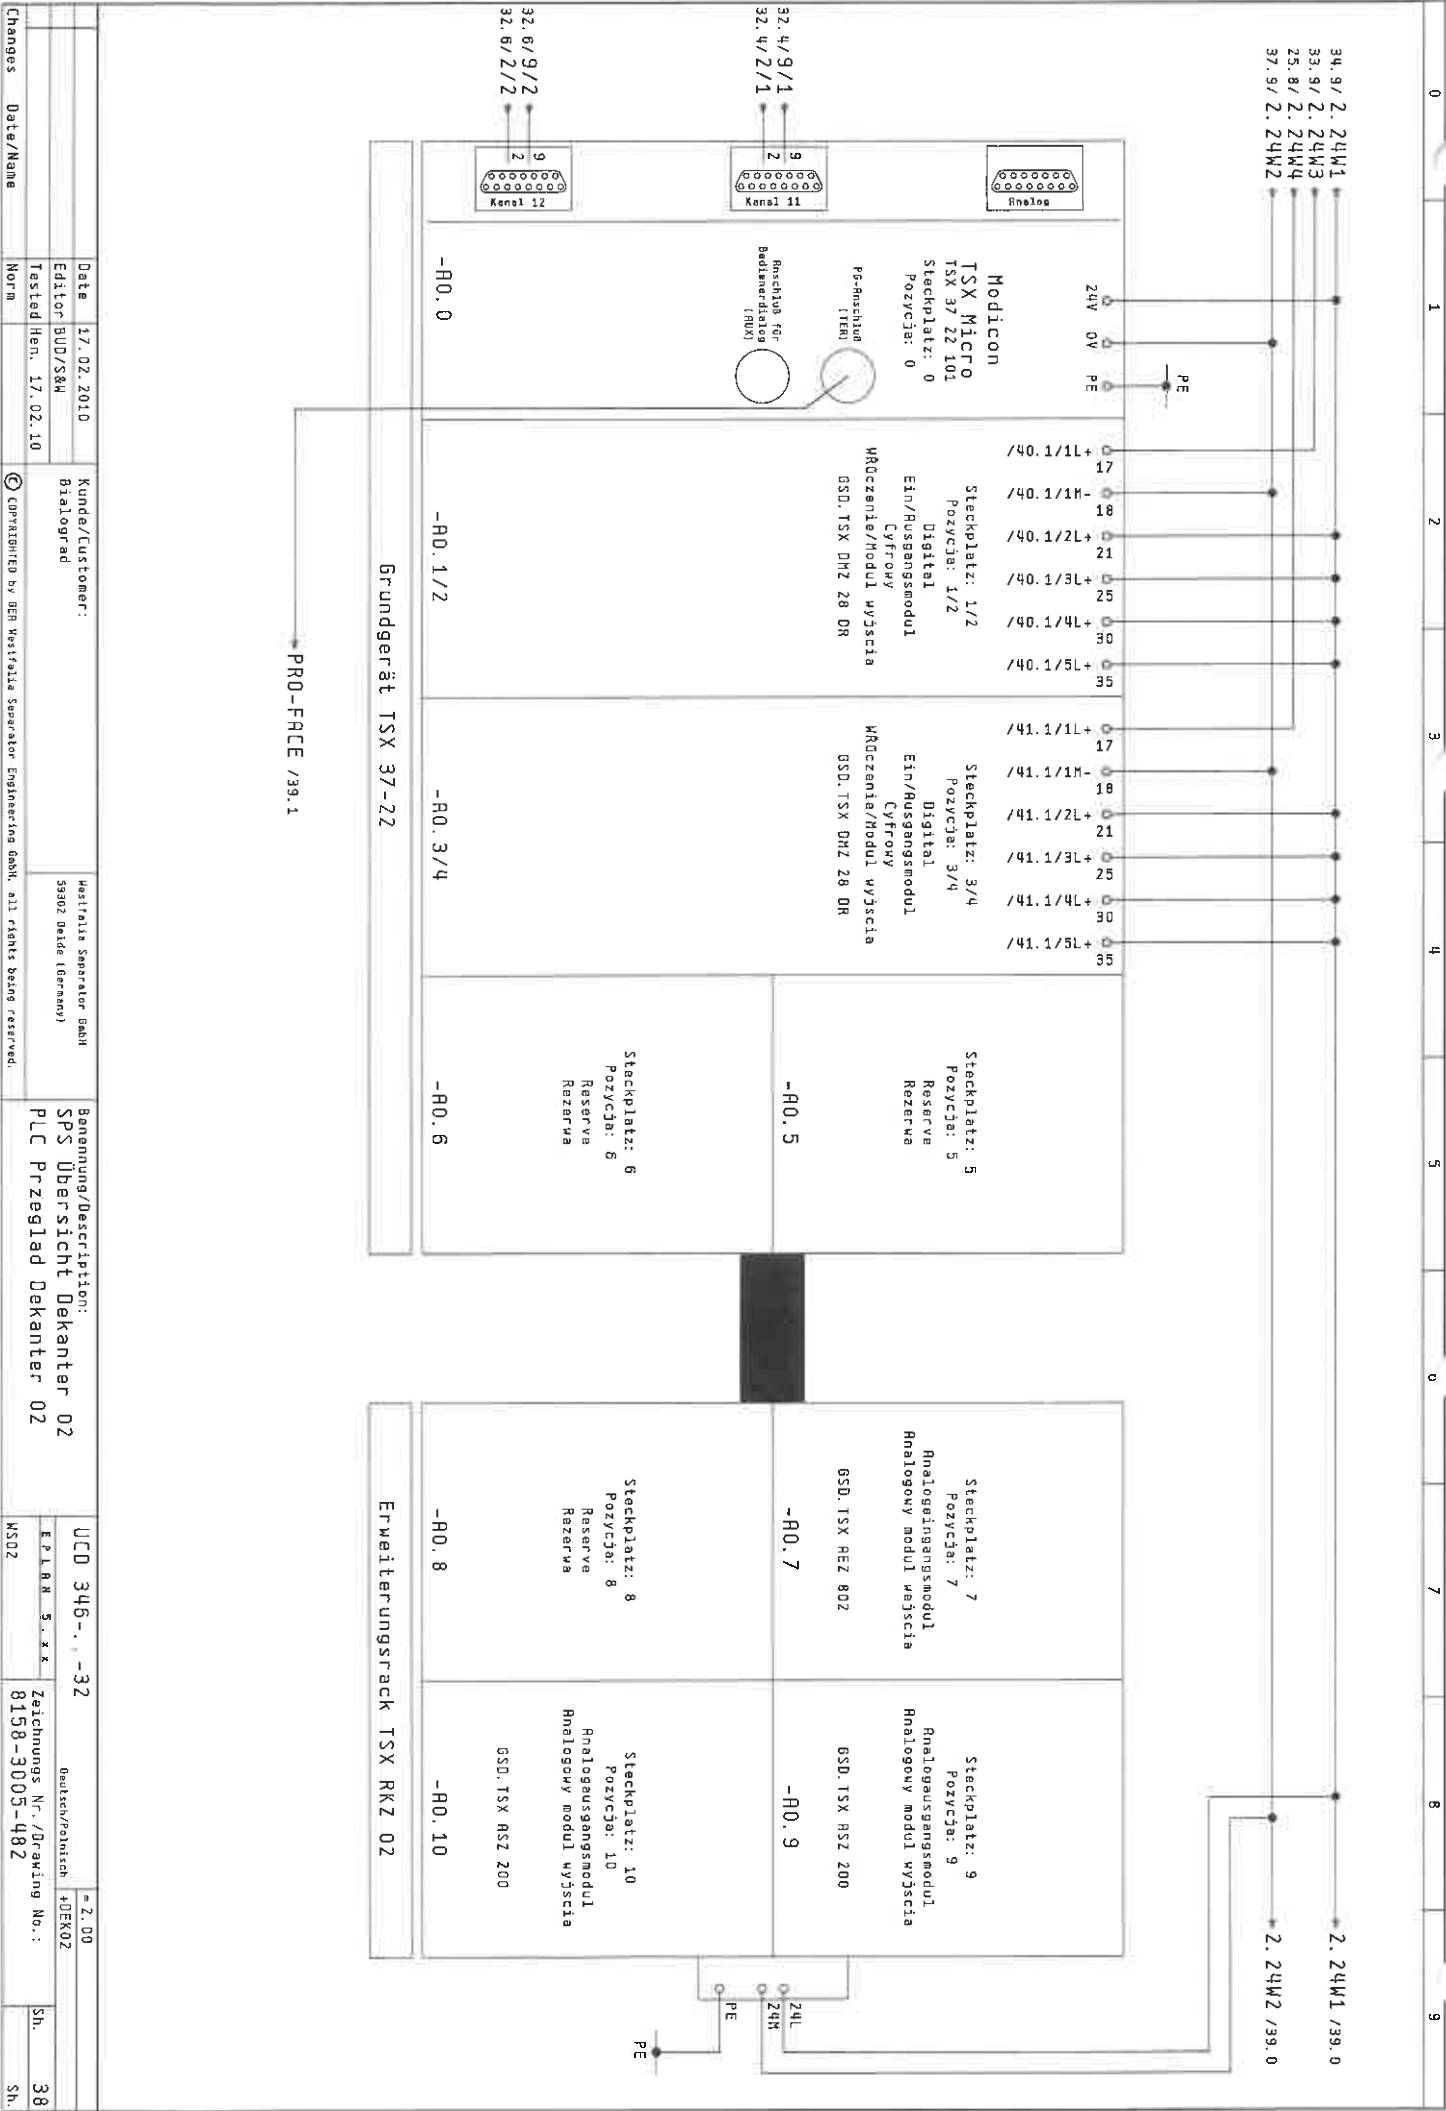 0 1 2 3 4 5 6 7 8 9
34.9/2.24W1
33.9/2.24W3
25.8/2.24W4
37.9/2.24W2
2.24W1 /39.0
2.24W2 /39.0
PE
24V
0V
PE
/40.1/1L+
17
/40.1/1M-
18
/40.1/2L+
21
/40.1/3L+
25
/40.1/4L+
30
/40.1/5L+
35
/41.1/1L+
17
/41.1/1M-
18
/41.1/2L+
21
/41.1/3L+
25
/41.1/4L+
30
/41.1/5L+
35
Analog
Modicon
TSX Micro
TSX 37 22 101
Steckplatz: 0
Pozycja: 0
PG-Anschluß
(TER)
Anschluß für
Bedienerdialog
(AUX)
-A0.0
32.4/9/1
32.4/2/1
9
2
Kanal 11
32.6/9/2
32.6/2/2
9
2
Kanal 12
Steckplatz: 1/2
Pozycja: 1/2
Digital
Ein/Ausgangsmodul
Cyfrowy
WŘOczenie/Moduł wyjscia
GSD.TSX DMZ 28 DR
-A0.1/2
Steckplatz: 3/4
Pozycja: 3/4
Digital
Ein/Ausgangsmodul
Cyfrowy
WŘOczenie/Moduł wyjscia
GSD.TSX DMZ 28 DR
-A0.3/4
Steckplatz: 5
Pozycja: 5
Reserve
Rezerwa
-A0.5
Steckplatz: 6
Pozycja: 6
Reserve
Rezerwa
-A0.6
Steckplatz: 7
Pozycja: 7
Analogeingangsmodul
Analogowy modul wejscia
GSD.TSX AEZ 802
-A0.7
Steckplatz: 8
Pozycja: 8
Reserve
Rezerwa
-A0.8
Steckplatz: 9
Pozycja: 9
Analogausgangsmodul
Analogowy modul wyjscia
GSD.TSX ASZ 200
-A0.9
Steckplatz: 10
Pozycja: 10
Analogausgangsmodul
Analogowy modul wyjscia
GSD.TSX ASZ 200
-A0.10
24L
24M
PE
PE
Grundgerät TSX 37-22
Erweiterungsrack TSX RKZ 02
PRO-FACE /39.1
Changes Date/Name
Date 17.02.2010
Editor BUD/S&W
Tested Hen. 17.02.10
Norm
Kunde/Customer:
Bialograd
© COPYRIGHTED by GEA Westfalia Separator Engineering GmbH, all rights being reserved.
Westfalia Separator GmbH
59302 Oelde (Germany)
Benennung/Description:
SPS Übersicht Dekanter 02
PLC Przeglad Dekanter 02
UCD 346-. -32
EPLAN 5.xx
WS02
Deutsch/Polnisch
Zeichnungs Nr./Drawing No.:
8158-3005-482
=2.00
+DEK02
Sh. 38
Sh.